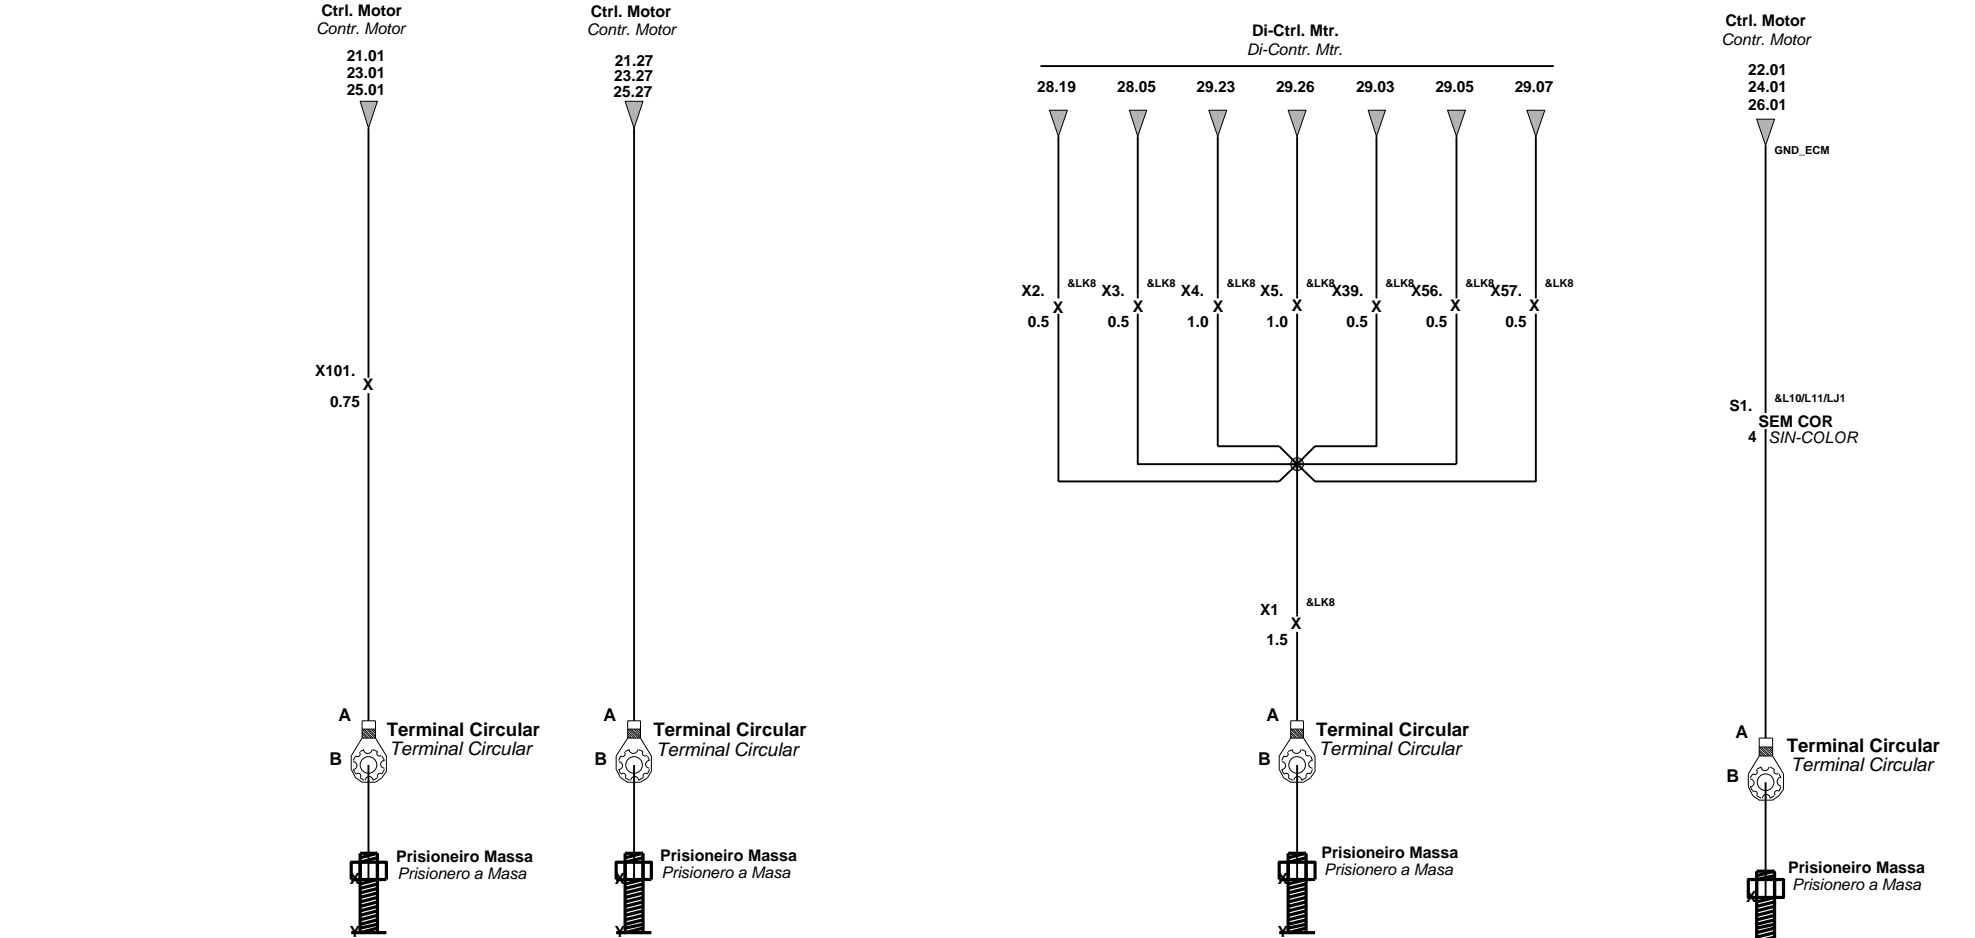 Ctrl. Motor
Contr. Motor
21.01
23.01
25.01
X101.
X
0.75
A
B
Terminal Circular
Terminal Circular
Prisioneiro Massa
Prisionero a Masa
X
X
Ctrl. Motor
Contr. Motor
21.27
23.27
25.27
A
B
Terminal Circular
Terminal Circular
Prisioneiro Massa
Prisionero a Masa
X
X
Di-Ctrl. Mtr.
Di-Contr. Mtr.
28.19 28.05 29.23 29.26 29.03 29.05 29.07
X2. &LK8 X3. &LK8 X4. &LK8 X5. &LK8 X39. &LK8 X56. &LK8 X57. &LK8
X X X X X X X
0.5 0.5 1.0 1.0 0.5 0.5 0.5
X1 &LK8
X
1.5
A
B
Terminal Circular
Terminal Circular
Prisioneiro Massa
Prisionero a Masa
X
X
Ctrl. Motor
Contr. Motor
22.01
24.01
26.01
GND_ECM
S1. &L10/L11/LJ1
SEM COR
4 SIN-COLOR
A
B
Terminal Circular
Terminal Circular
Prisioneiro Massa
Prisionero a Masa
X